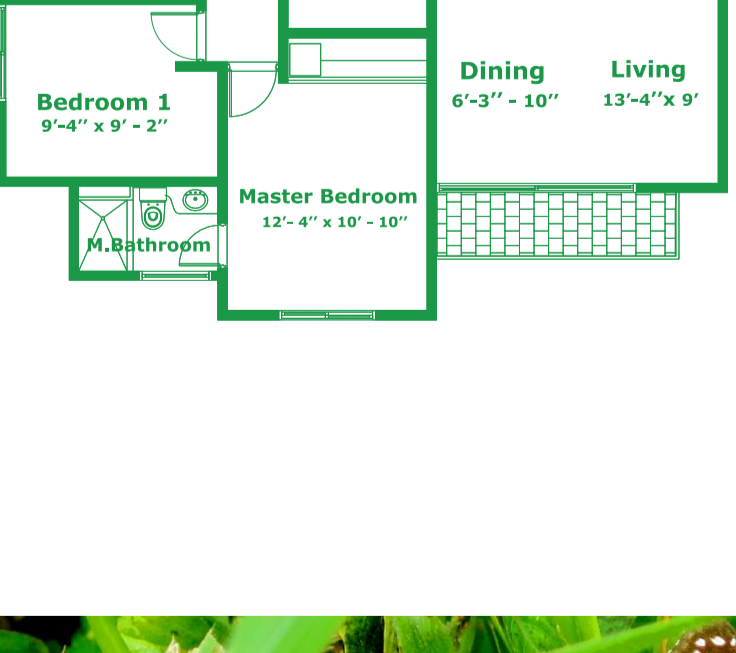 Dining
Living
6’-3’’ - 10’’
13’-4’’x 9’
Bedroom 1
9’-4’’ x 9’ - 2’’
Master Bedroom
12’- 4’’ x 10’ - 10’’
M.Bathroom